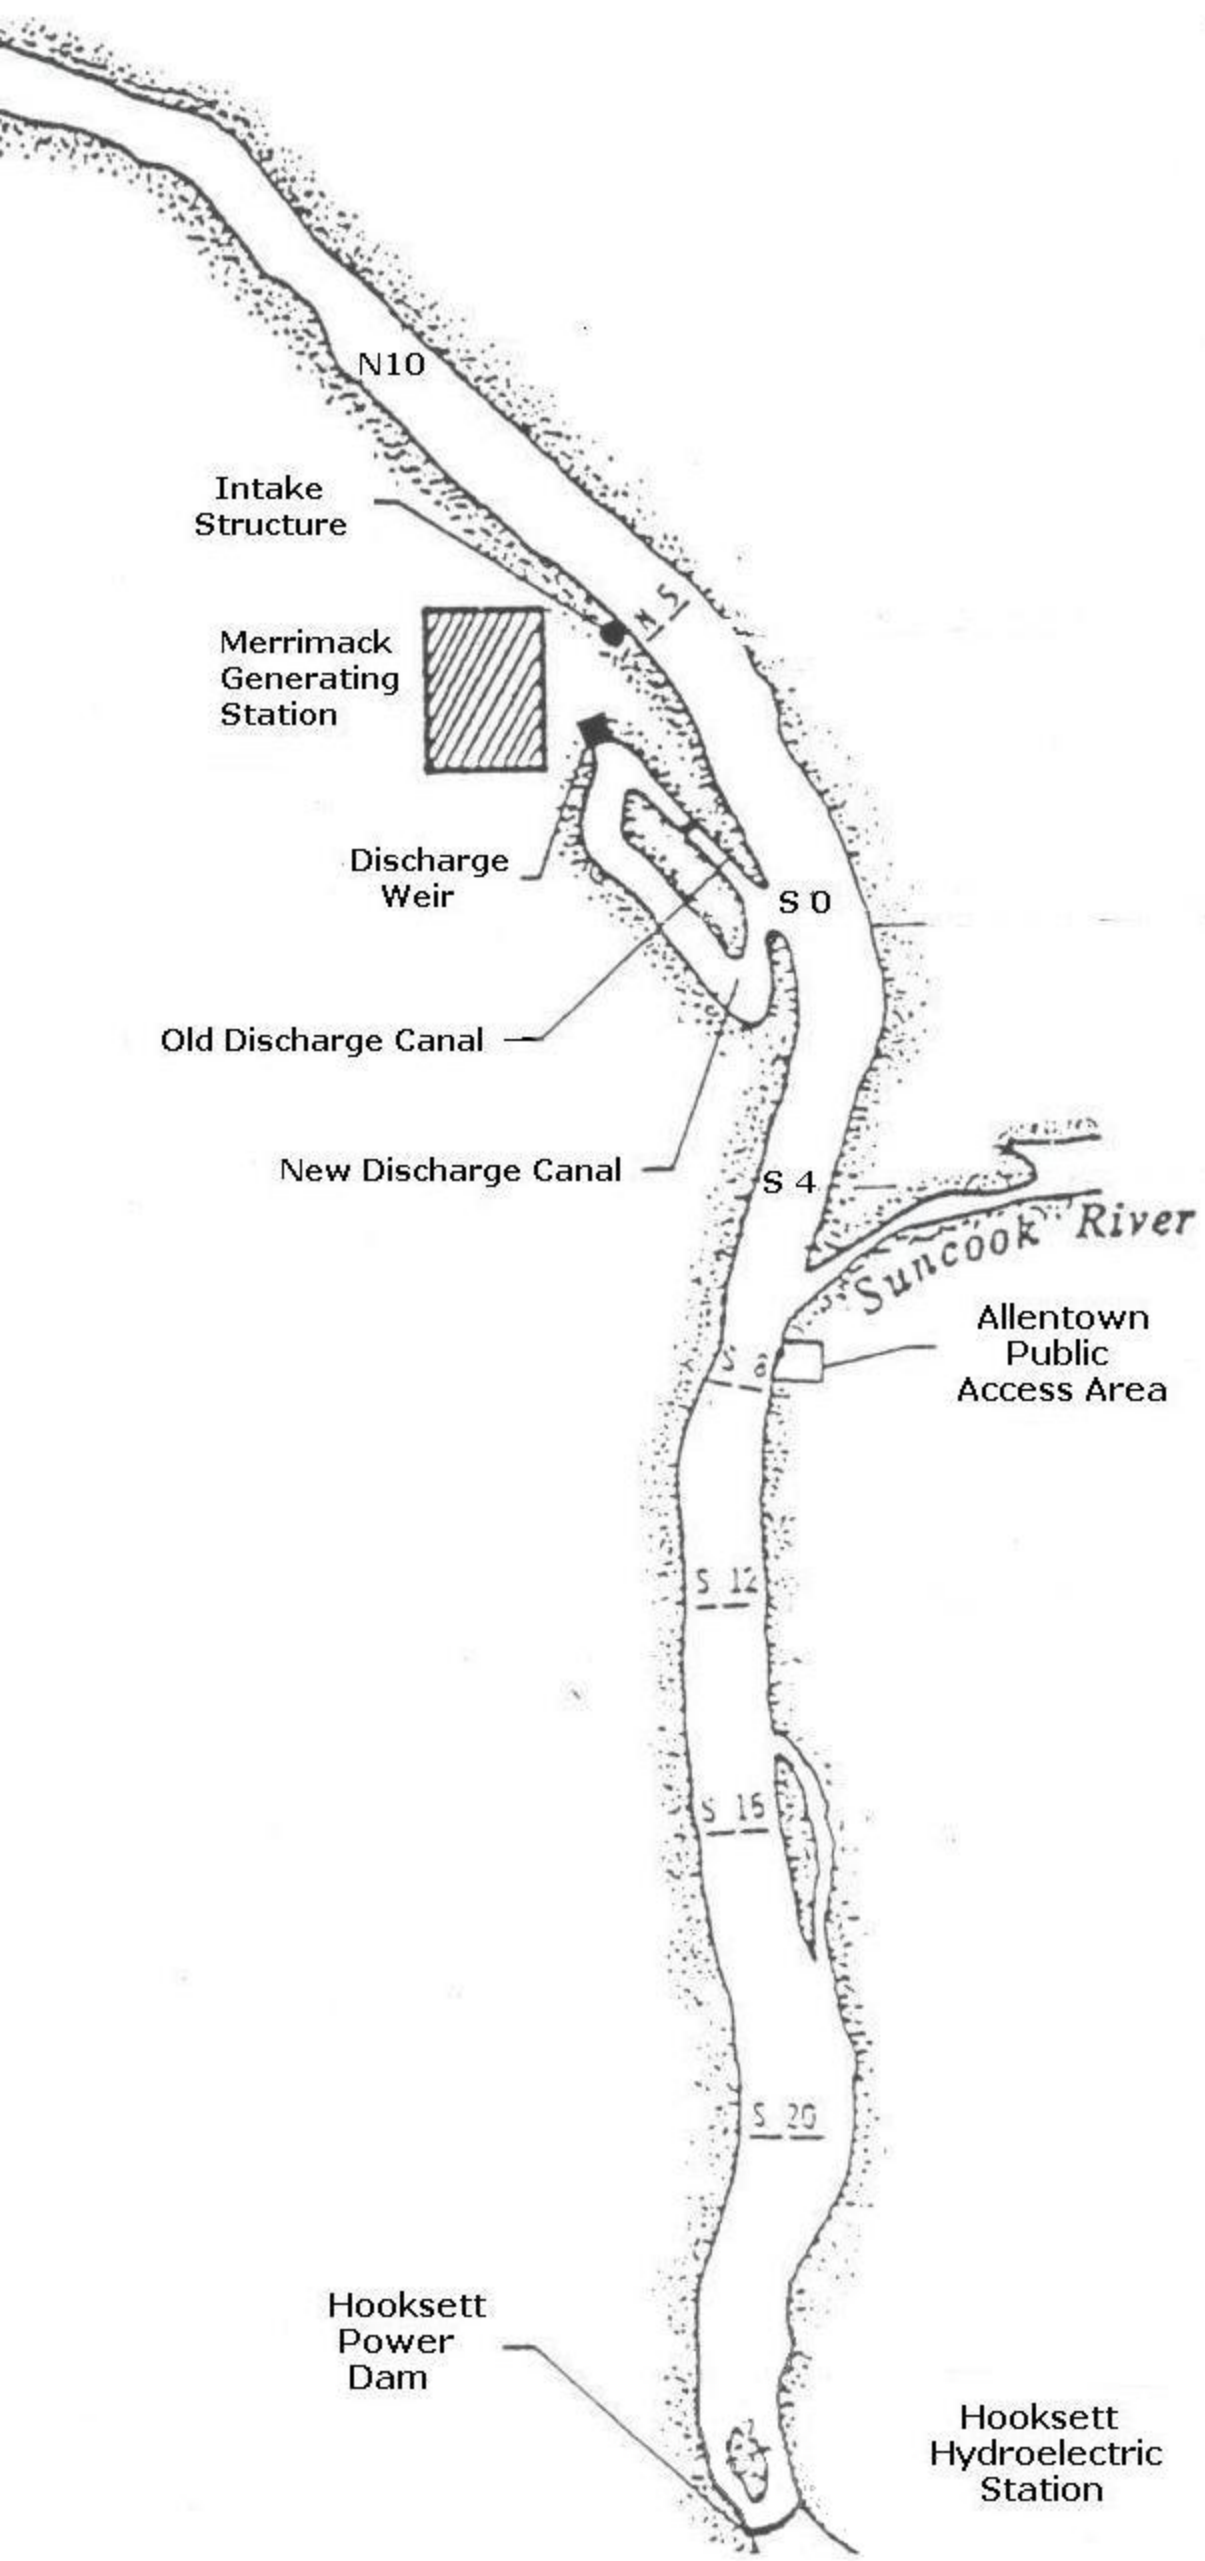 N10
Intake
Structure
N 5
Merrimack
Generating
Station
Discharge
Weir
S 0
Old Discharge Canal
New Discharge Canal
S 4
Suncook River
Allentown
Public
Access Area
S 8
S 12
S 16
S 20
Hooksett
Power
Dam
Hooksett
Hydroelectric
Station